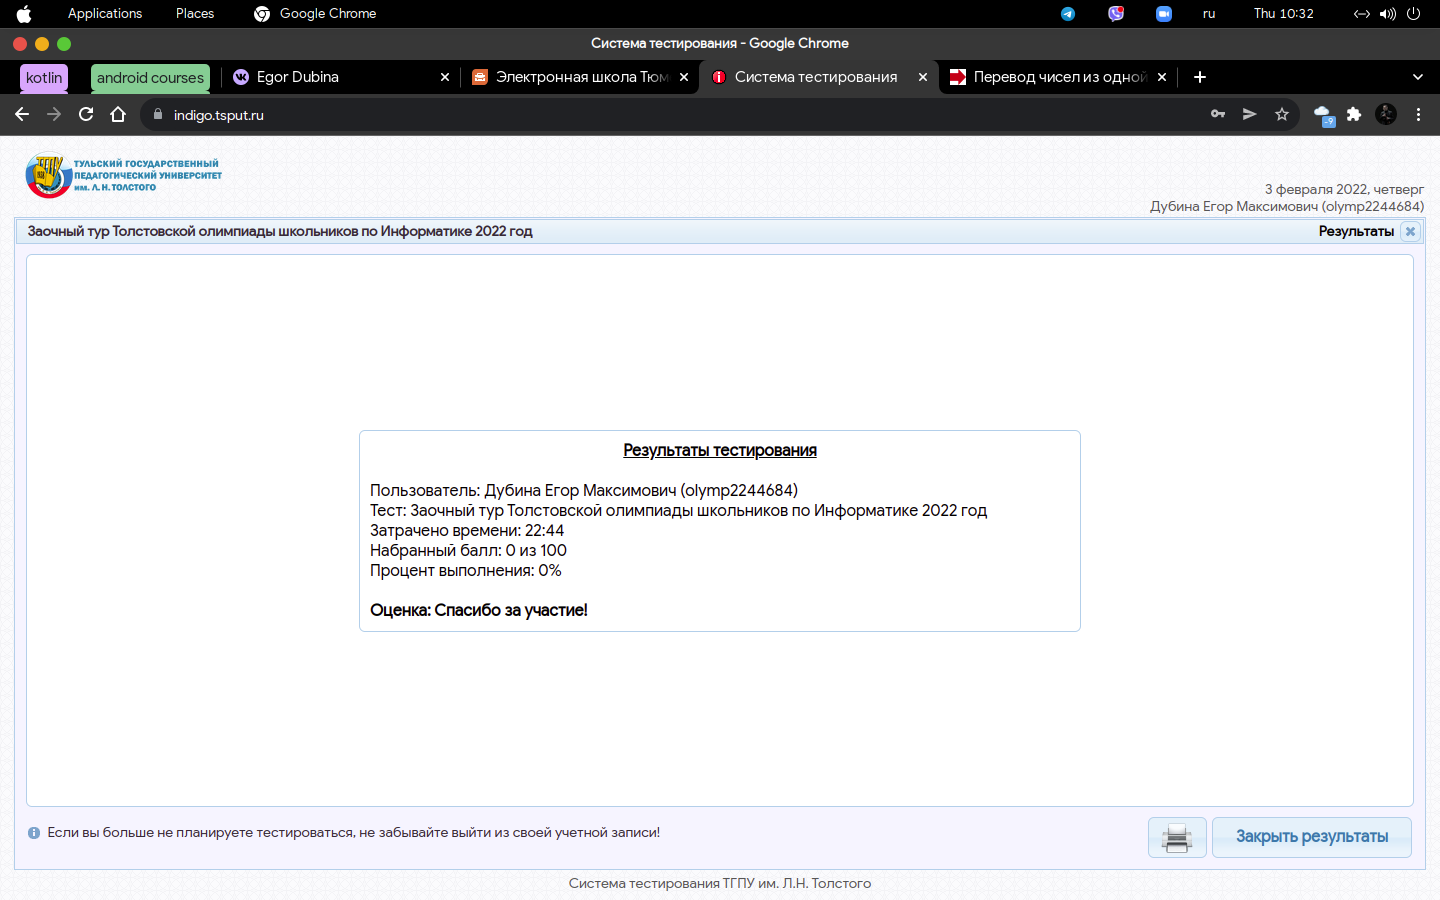 Applications Places Google Chrome ru Thu 10:32
Система тестирования - Google Chrome
kotlin android courses Egor Dubina Электронная школа Тюм Система тестирования Перевод чисел из одной
indigo.tsput.ru
-9
ТУЛЬСКИЙ ГОСУДАРСТВЕННЫЙ
ПЕДАГОГИЧЕСКИЙ УНИВЕРСИТЕТ
им. Л. Н. ТОЛСТОГО
3 февраля 2022, четверг
Дубина Егор Максимович (olymp2244684)
Заочный тур Толстовской олимпиады школьников по Информатике 2022 год Результаты
Результаты тестирования
Пользователь: Дубина Егор Максимович (olymp2244684)
Тест: Заочный тур Толстовской олимпиады школьников по Информатике 2022 год
Затрачено времени: 22:44
Набранный балл: 0 из 100
Процент выполнения: 0%
Оценка: Спасибо за участие!
Если вы больше не планируете тестироваться, не забывайте выйти из своей учетной записи!
Закрыть результаты
Система тестирования ТГПУ им. Л.Н. Толстого